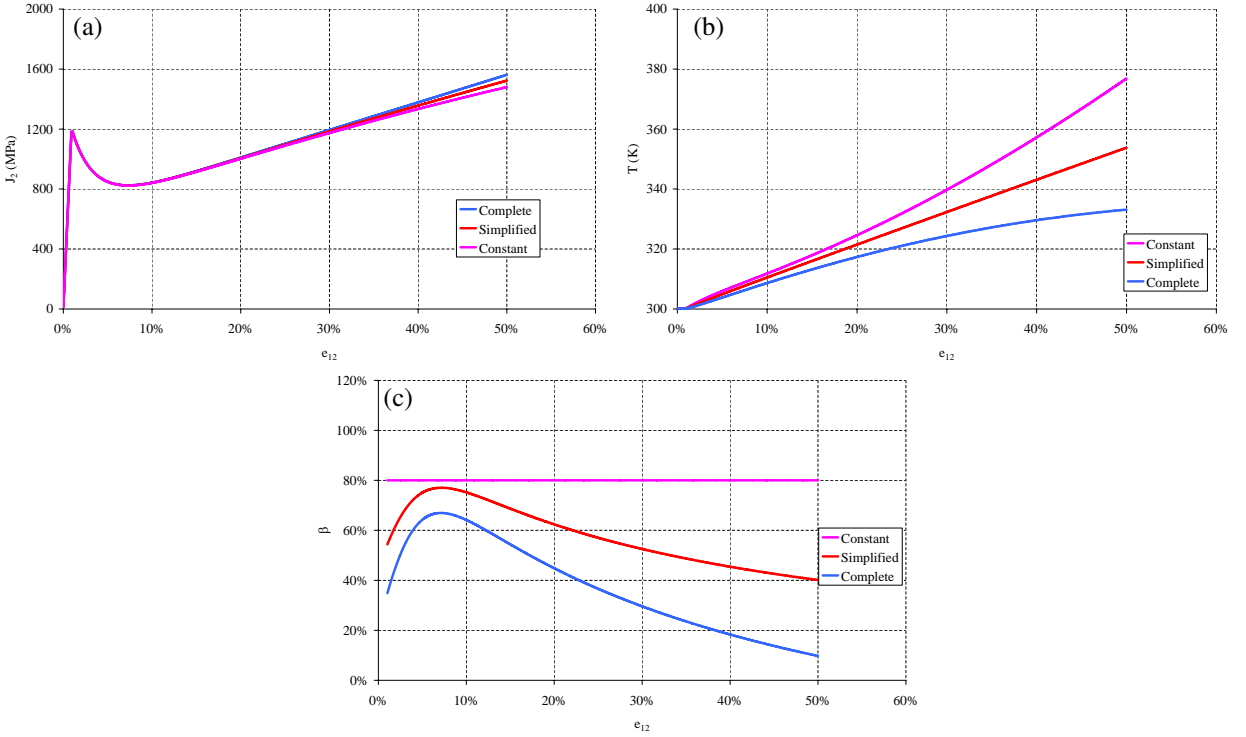 (a)
2000
1600
1200
800
400
0
J2 (MPa)
Complete
Simplified
Constant
0% 10% 20% 30% 40% 50% 60%
e12
(b)
400
380
360
340
320
300
T (K)
Constant
Simplified
Complete
0% 10% 20% 30% 40% 50% 60%
e12
(c)
120%
100%
80%
60%
40%
20%
0%
β
Constant
Simplified
Complete
0% 10% 20% 30% 40% 50% 60%
e12